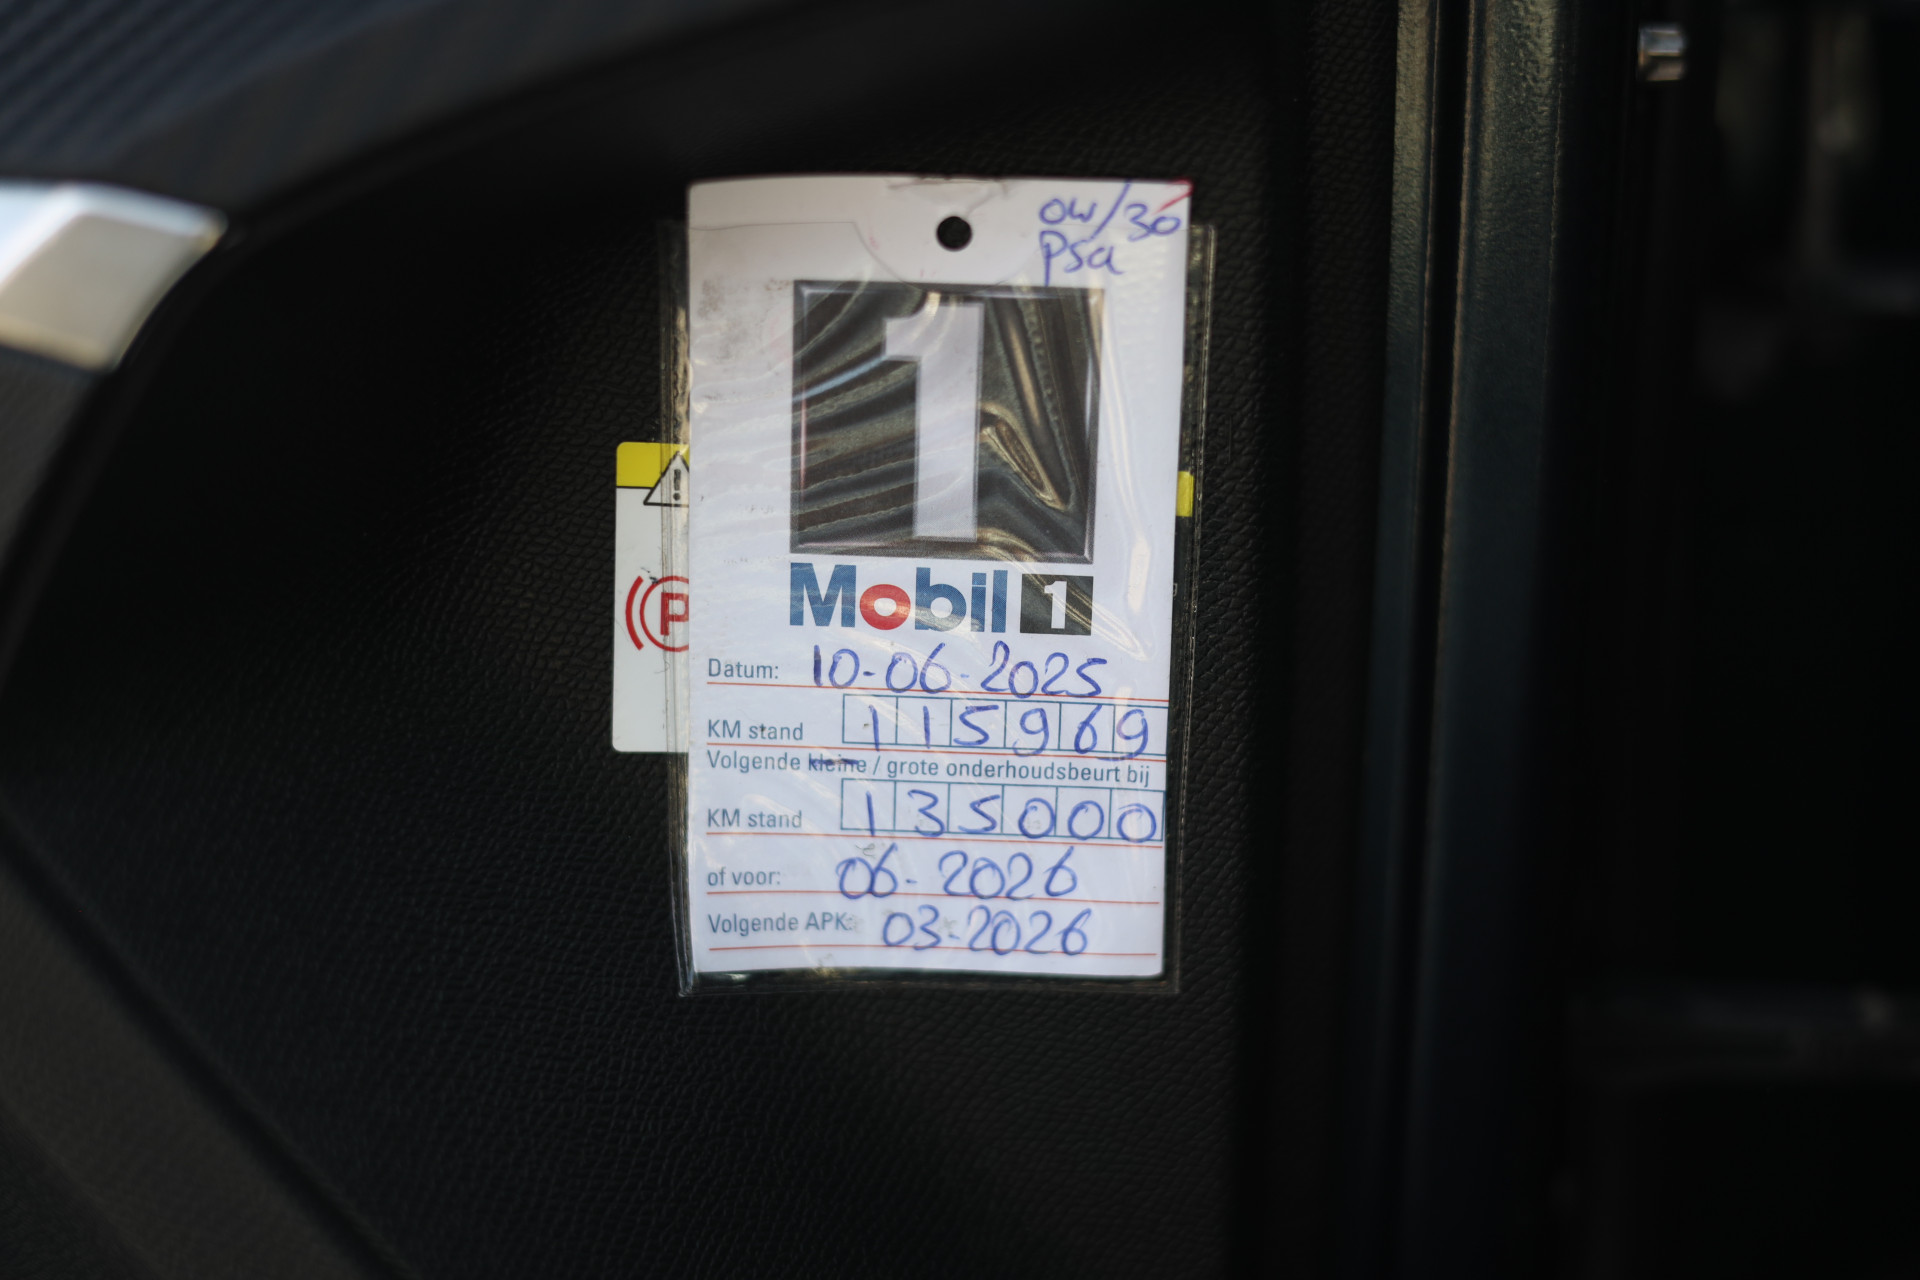 ow/30
Psa
1
Mobil 1
Datum: 10-06-2025
KM stand 115969
Volgende kleine / grote onderhoudsbeurt bij
KM stand 135000
of voor: 06-2026
Volgende APK: 03-2026
(P